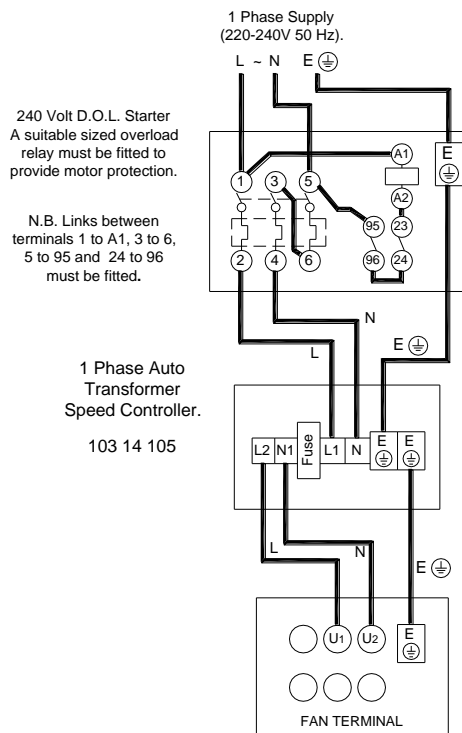 1 Phase Supply
(220-240V 50 Hz).
L ~ N E
240 Volt D.O.L. Starter
A suitable sized overload
relay must be fitted to
provide motor protection.
N.B. Links between
terminals 1 to A1, 3 to 6,
5 to 95 and 24 to 96
must be fitted.
A1
E
1 3 5
A2
95 23
2 4 6 96 24
N
L
E
1 Phase Auto
Transformer
Speed Controller.
103 14 105
L2 N1 Fuse L1 N E E
L
N
E
U1 U2 E
FAN TERMINAL